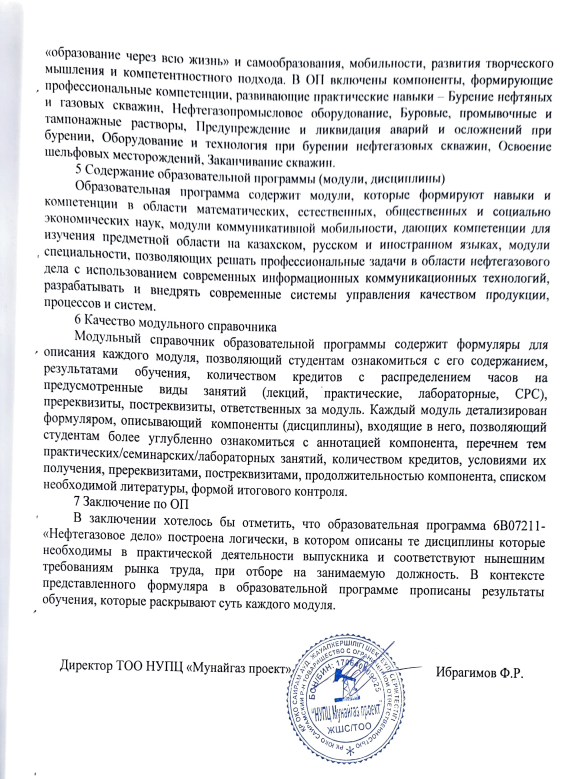 «образование через всю жизнь» и самообразования, мобильности, развития творческого
мышления и компетентностного подхода. В ОП включены компоненты, формирующие
профессиональные компетенции, развивающие практические навыки – Бурение нефтяных
и газовых скважин, Нефтегазопромысловое оборудование, Буровые, промывочные и
тампонажные растворы, Предупреждение и ликвидация аварий и осложнений при
бурении, Оборудование и технология при бурении нефтегазовых скважин, Освоение
шельфовых месторождений, Заканчивание скважин.
5 Содержание образовательной программы (модули, дисциплины)
Образовательная программа содержит модули, которые формируют навыки и
компетенции в области математических, естественных, общественных и социально
экономических наук, модули коммуникативной мобильности, дающих компетенции для
изучения предметной области на казахском, русском и иностранном языках, модули
специальности, позволяющих решать профессиональные задачи в области нефтегазового
дела с использованием современных информационных коммуникационных технологий,
разрабатывать и внедрять современные системы управления качеством продукции,
процессов и систем.
6 Качество модульного справочника
Модульный справочник образовательной программы содержит формуляры для
описания каждого модуля, позволяющий студентам ознакомиться с его содержанием,
результатами обучения, количеством кредитов с распределением часов на
предусмотренные виды занятий (лекций, практические, лабораторные, СРС),
пререквизиты, постреквизиты, ответственных за модуль. Каждый модуль детализирован
формуляром, описывающий компоненты (дисциплины), входящие в него, позволяющий
студентам более углубленно ознакомиться с аннотацией компонента, перечнем тем
практических/семинарских/лабораторных занятий, количеством кредитов, условиями их
получения, пререквизитами, постреквизитами, продолжительностью компонента, списком
необходимой литературы, формой итогового контроля.
7 Заключение по ОП
В заключении хотелось бы отметить, что образовательная программа 6В07211-
«Нефтегазовое дело» построена логически, в котором описаны те дисциплины которые
необходимы в практической деятельности выпускника и соответствуют нынешним
требованиям рынка труда, при отборе на занимаемую должность. В контексте
представленного формуляра в образовательной программе прописаны результаты
обучения, которые раскрывают суть каждого модуля.
Директор ТОО НУПЦ «Мунайгаз проект»
Ибрагимов Ф.Р.
"НУПЦ Мунайгаз проект"
ЖШС/ТОО